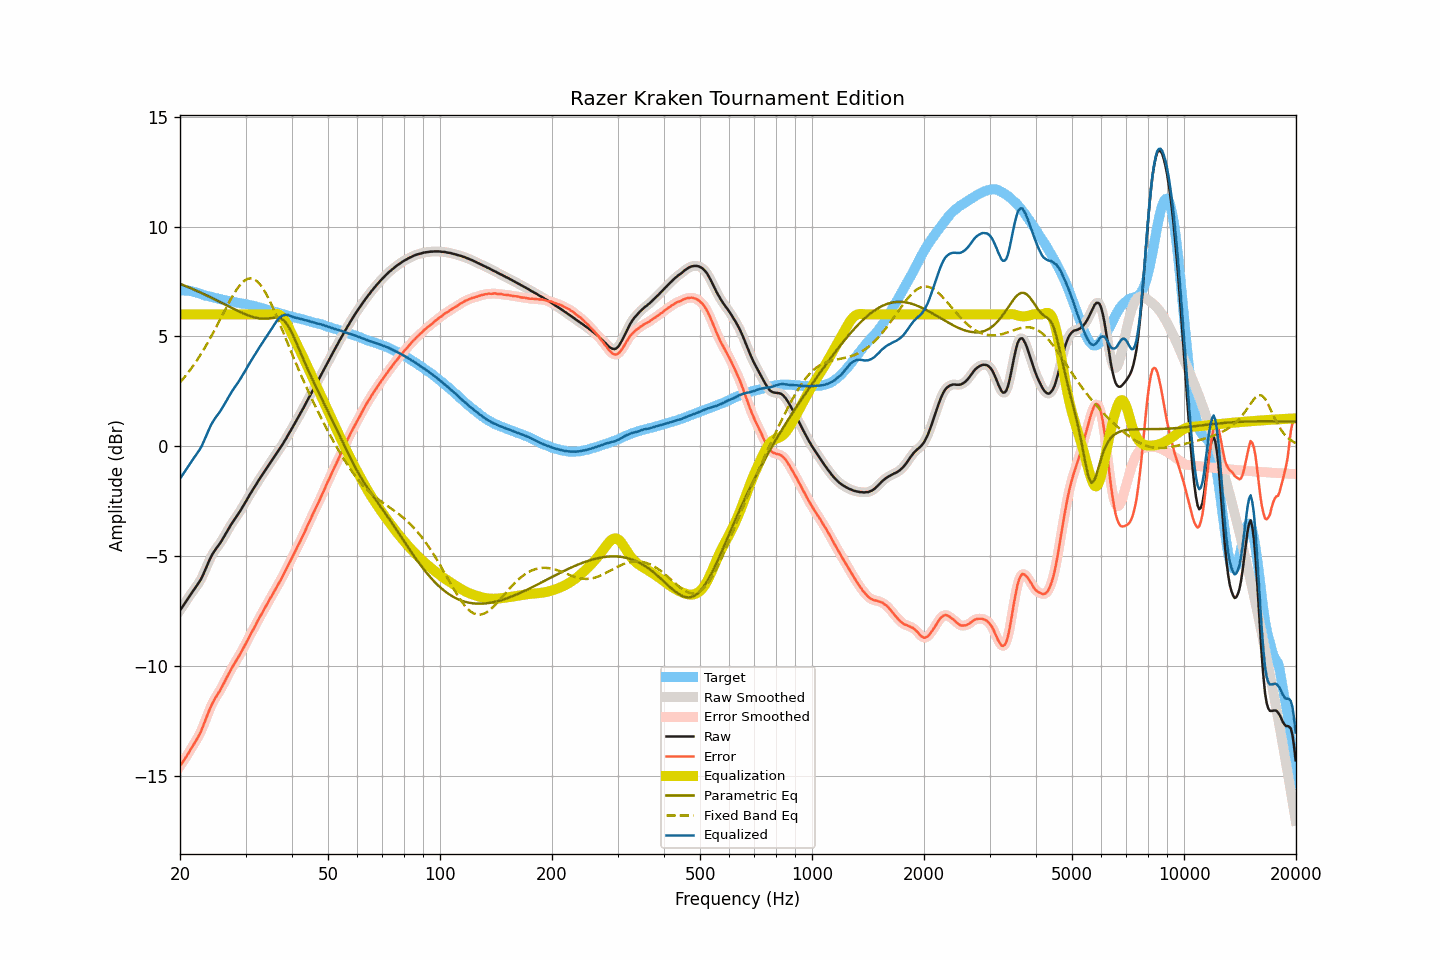 Razer Kraken Tournament Edition
Amplitude (dBr)
15
10
5
0
−5
−10
−15
Target
Raw Smoothed
Error Smoothed
Raw
Error
Equalization
Parametric Eq
Fixed Band Eq
Equalized
20 50 100 200 500 1000 2000 5000 10000 20000
Frequency (Hz)